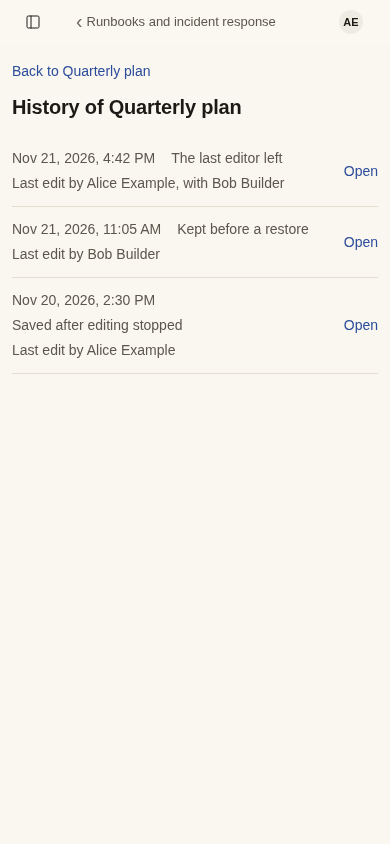 ‹ Runbooks and incident response
AE
Back to Quarterly plan
History of Quarterly plan
Nov 21, 2026, 4:42 PM The last editor left
Last edit by Alice Example, with Bob Builder
Open
Nov 21, 2026, 11:05 AM Kept before a restore
Last edit by Bob Builder
Open
Nov 20, 2026, 2:30 PM
Saved after editing stopped
Last edit by Alice Example
Open